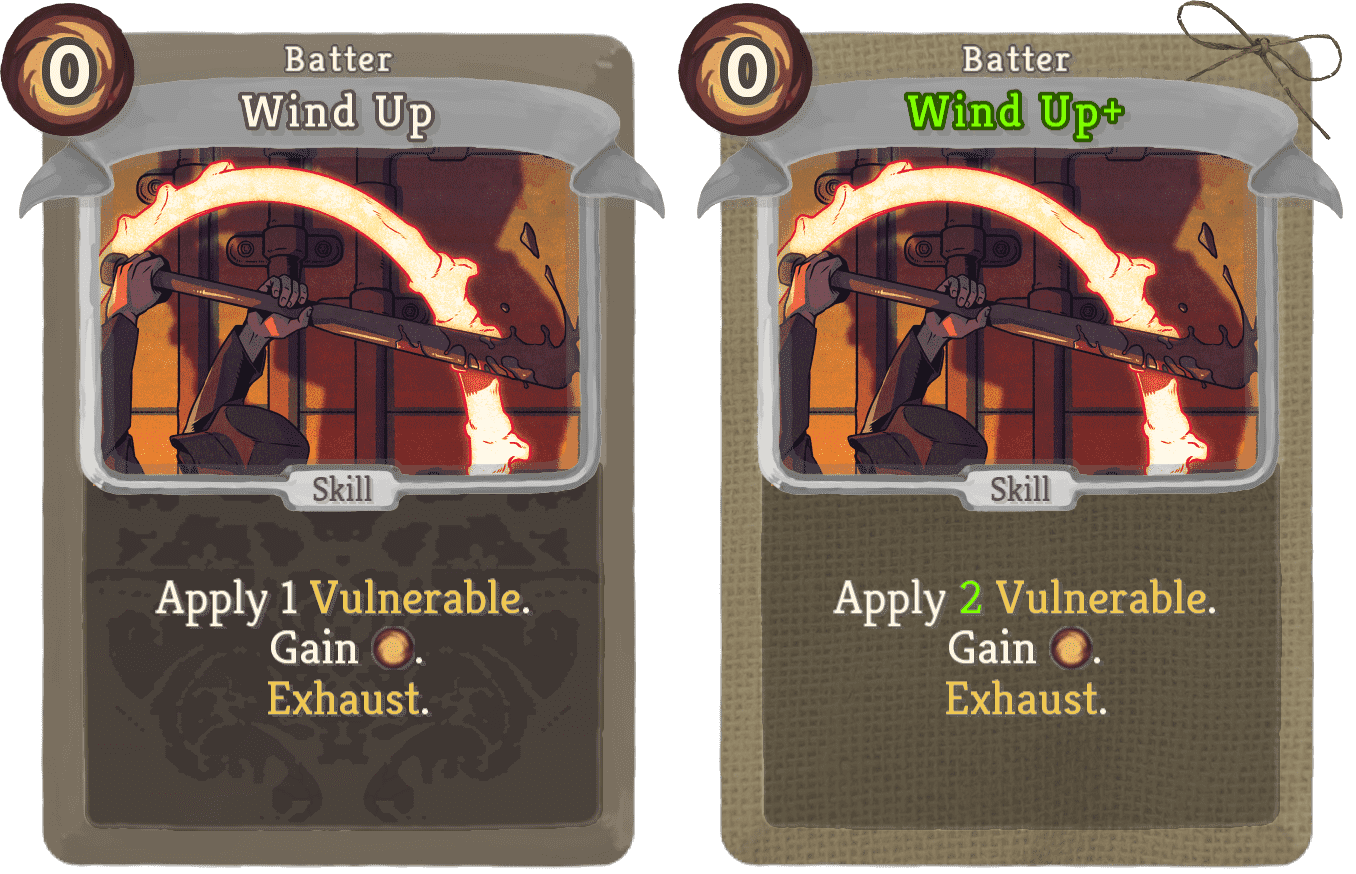 0
Batter
Wind Up
Skill
Apply 1 Vulnerable.
Gain .
Exhaust.
0
Batter
Wind Up+
Skill
Apply 2 Vulnerable.
Gain .
Exhaust.